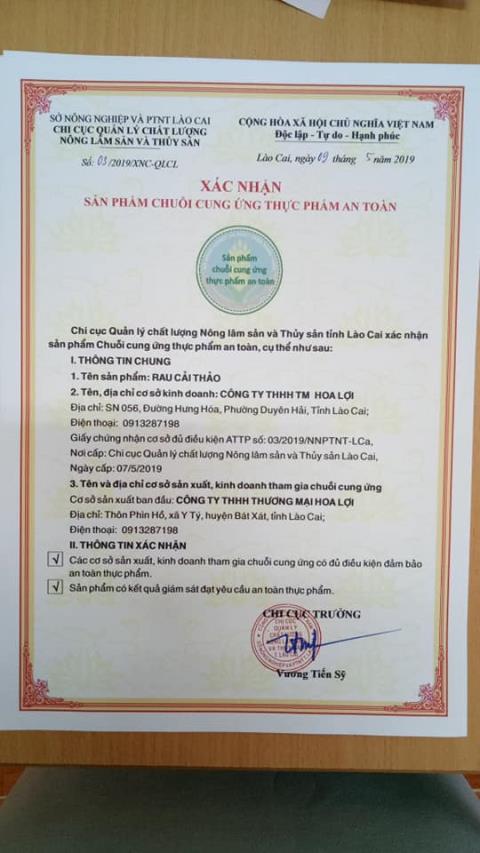 SỞ NÔNG NGHIỆP VÀ PTNT LÀO CAI
CHI CỤC QUẢN LÝ CHẤT LƯỢNG
NÔNG LÂM SẢN VÀ THỦY SẢN
Số: 03/2019/XNC-QLCL
CỘNG HÒA XÃ HỘI CHỦ NGHĨA VIỆT NAM
Độc lập - Tự do - Hạnh phúc
Lào Cai, ngày 09 tháng 5 năm 2019
XÁC NHẬN
SẢN PHẨM CHUỖI CUNG ỨNG THỰC PHẨM AN TOÀN
Sản phẩm
chuỗi cung ứng
thực phẩm an toàn
Chi cục Quản lý chất lượng Nông lâm sản và Thủy sản tỉnh Lào Cai xác nhận
sản phẩm Chuỗi cung ứng thực phẩm an toàn, cụ thể như sau:
I. THÔNG TIN CHUNG
1. Tên sản phẩm: RAU CẢI THẢO
2. Tên, địa chỉ cơ sở kinh doanh: CÔNG TY THHH TM HOA LỢI
Địa chỉ: SN 056, Đường Hưng Hóa, Phường Duyên Hải, Tỉnh Lào Cai;
Điện thoại: 0913287198
Giấy chứng nhận cơ sở đủ điều kiện ATTP số: 03/2019/NNPTNT-LCa,
Nơi cấp: Chi cục Quản lý chất lượng Nông lâm sản và Thủy sản Lào Cai,
Ngày cấp: 07/5/2019
3. Tên và địa chỉ cơ sở sản xuất, kinh doanh tham gia chuỗi cung ứng
Cơ sở sản xuất ban đầu: CÔNG TY THHH THƯƠNG MẠI HOA LỢI
Địa chỉ: Thôn Phìn Hồ, xã Y Tý, huyện Bát Xát, tỉnh Lào Cai;
Điện thoại: 0913287198
II. THÔNG TIN XÁC NHẬN
√ Các cơ sở sản xuất, kinh doanh tham gia chuỗi cung ứng có đủ điều kiện đảm bảo
an toàn thực phẩm.
√ Sản phẩm có kết quả giám sát đạt yêu cầu an toàn thực phẩm.
CHI CỤC TRƯỞNG
CHI CỤC
QUẢN LÝ
Vương Tiến Sỹ